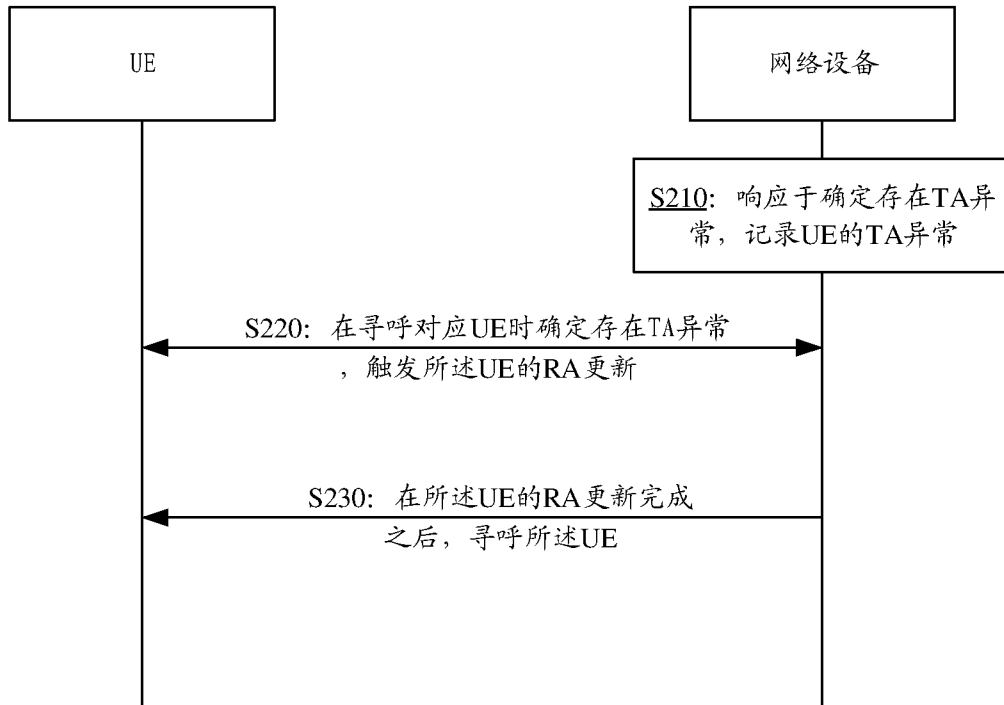 UE
网络设备
S210：响应于确定存在TA异
常，记录UE的TA异常
S220：在寻呼对应UE时确定存在TA异常
，触发所述UE的RA更新
S230：在所述UE的RA更新完成
之后，寻呼所述UE